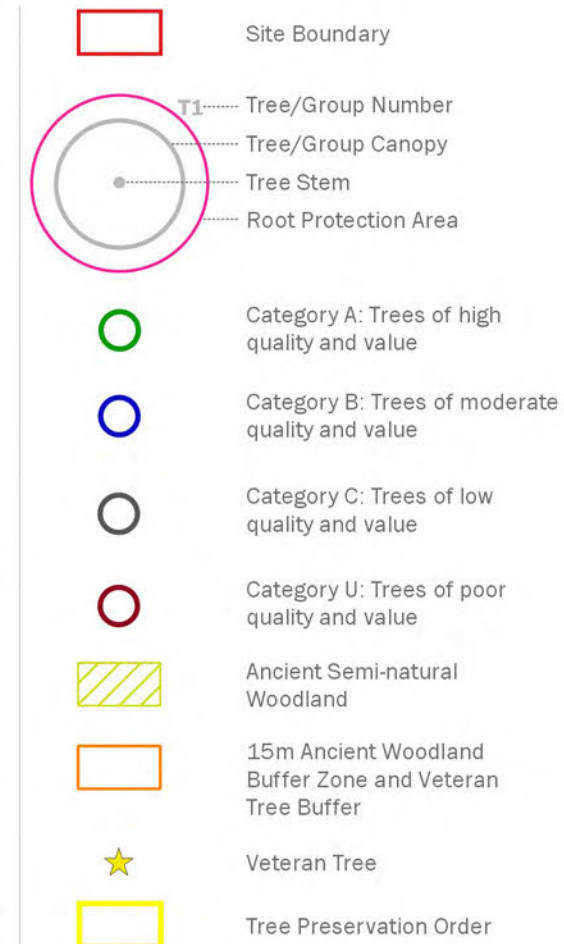 Site Boundary
T1
Tree/Group Number
Tree/Group Canopy
Tree Stem
Root Protection Area
Category A: Trees of high
quality and value
Category B: Trees of moderate
quality and value
Category C: Trees of low
quality and value
Category U: Trees of poor
quality and value
Ancient Semi-natural
Woodland
15m Ancient Woodland
Buffer Zone and Veteran
Tree Buffer
Veteran Tree
Tree Preservation Order